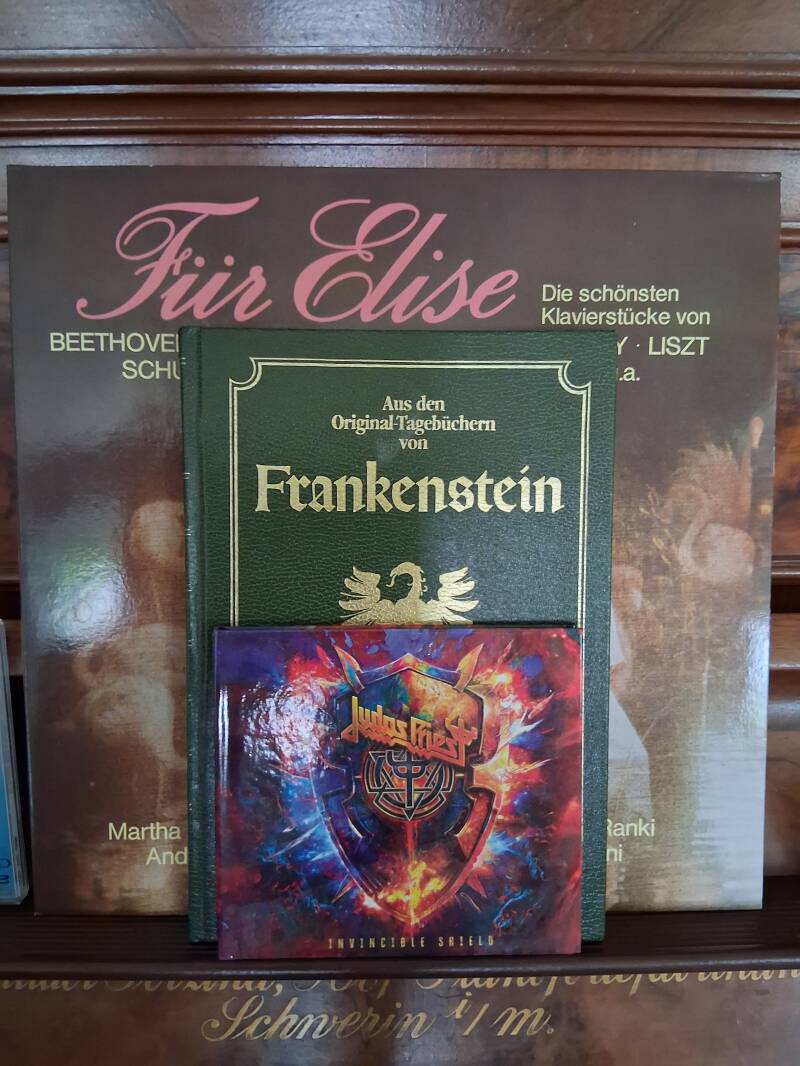 Für Elise
Die schönsten
Klavierstücke von
BEETHOVE
Y · LISZT
SCHU
u.a.
Aus den
Original-Tagebüchern
von
Frankenstein
Judas Priest
INVINCIBLE SHIELD
Martha
Ranki
And
ni
Schwerin i/m.